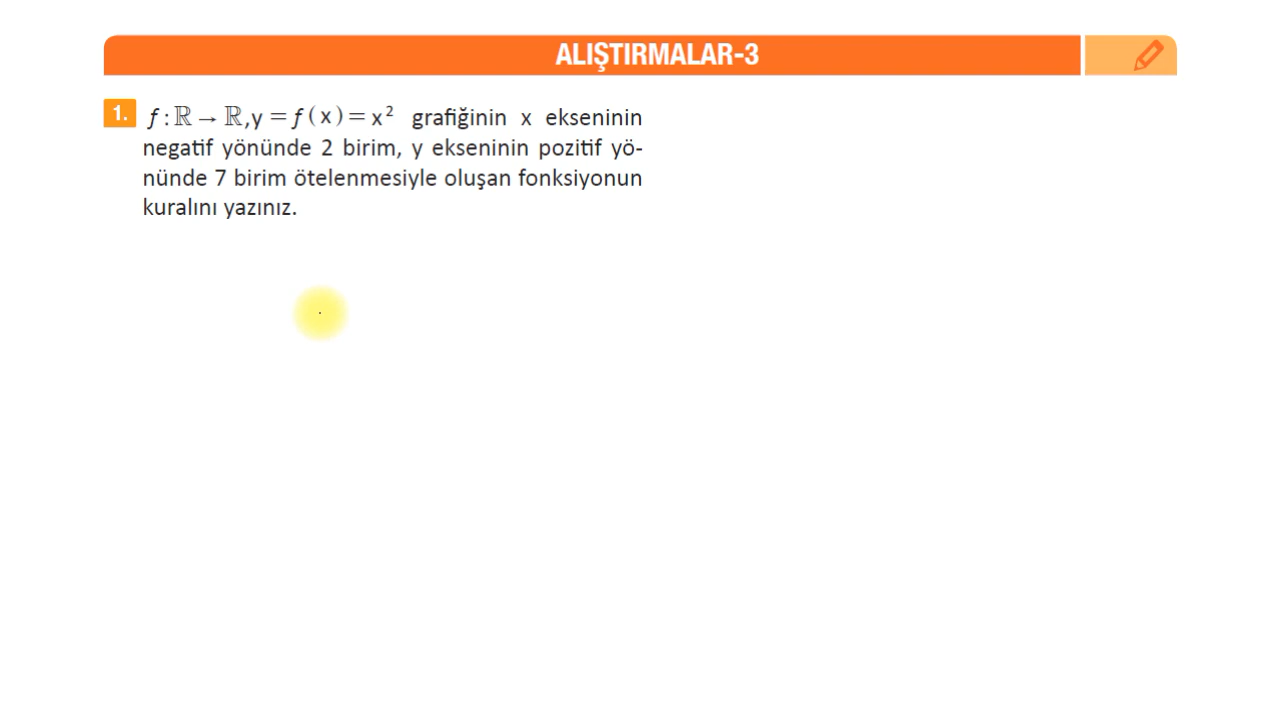 ALIŞTIRMALAR-3
1. f : ℝ → ℝ, y = f(x) = x² grafiğinin x ekseninin
negatif yönünde 2 birim, y ekseninin pozitif yö-
nünde 7 birim ötelenmesiyle oluşan fonksiyonun
kuralını yazınız.